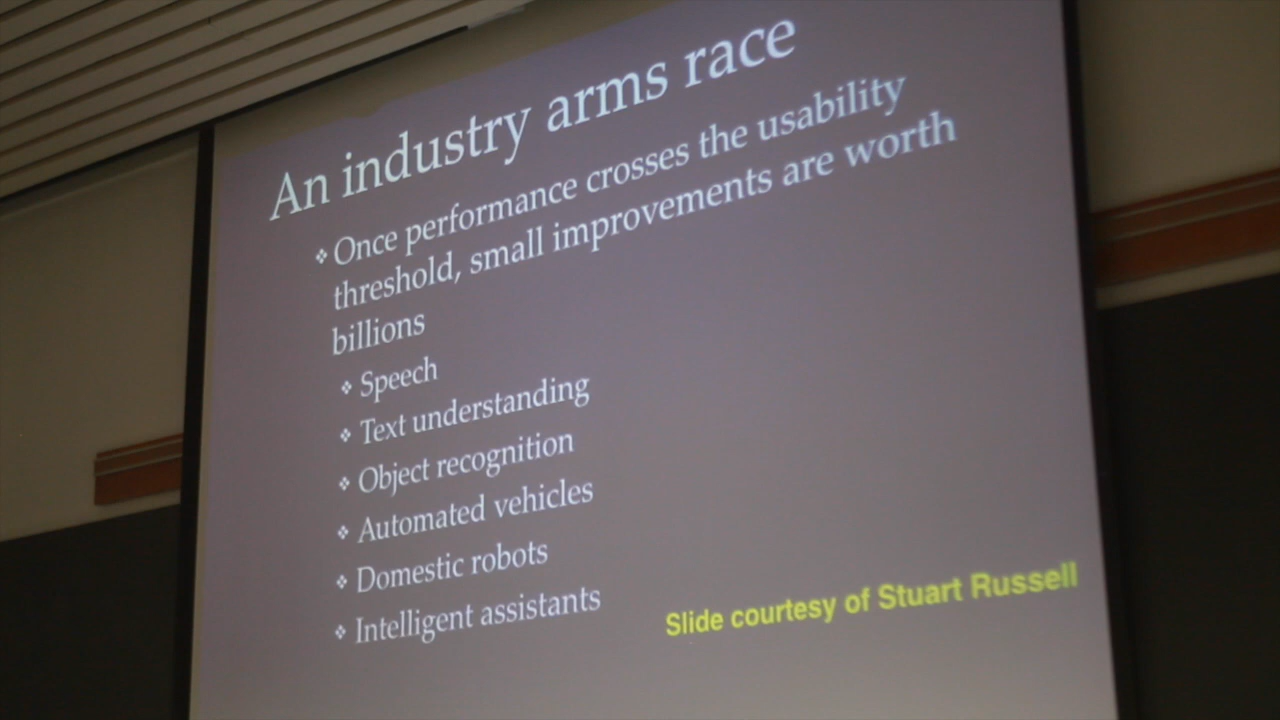 An industry arms race
❖ Once performance crosses the usability
threshold, small improvements are worth
billions
❖ Speech
❖ Text understanding
❖ Object recognition
❖ Automated vehicles
❖ Domestic robots
❖ Intelligent assistants
Slide courtesy of Stuart Russell